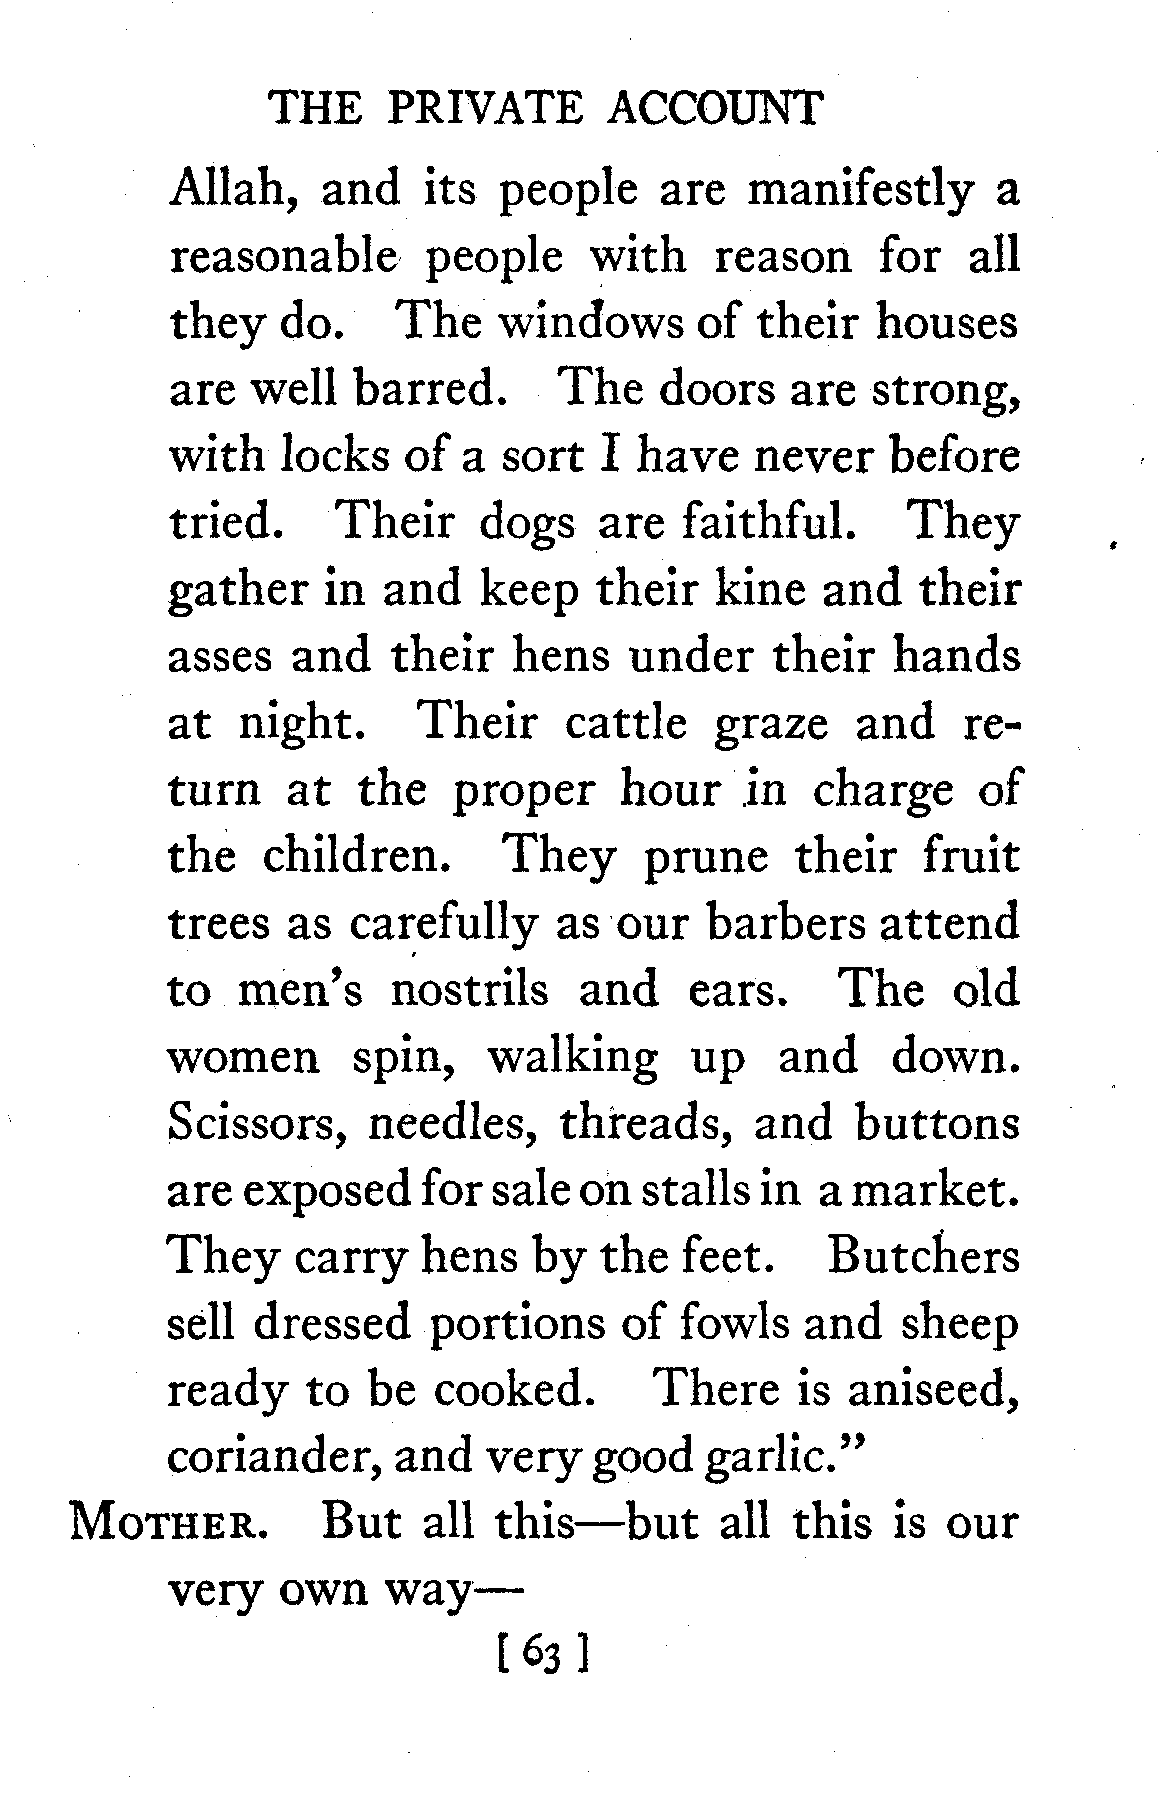 THE PRIVATE ACCOUNT
Allah, and its people are manifestly a
reasonable people with reason for all
they do. The windows of their houses
are well barred. The doors are strong,
with locks of a sort I have never before
tried. Their dogs are faithful. They
gather in and keep their kine and their
asses and their hens under their hands
at night. Their cattle graze and re-
turn at the proper hour in charge of
the children. They prune their fruit
trees as carefully as our barbers attend
to men's nostrils and ears. The old
women spin, walking up and down.
Scissors, needles, threads, and buttons
are exposed for sale on stalls in a market.
They carry hens by the feet. Butchers
sell dressed portions of fowls and sheep
ready to be cooked. There is aniseed,
coriander, and very good garlic."
MOTHER. But all this—but all this is our
very own way—
[ 63 ]